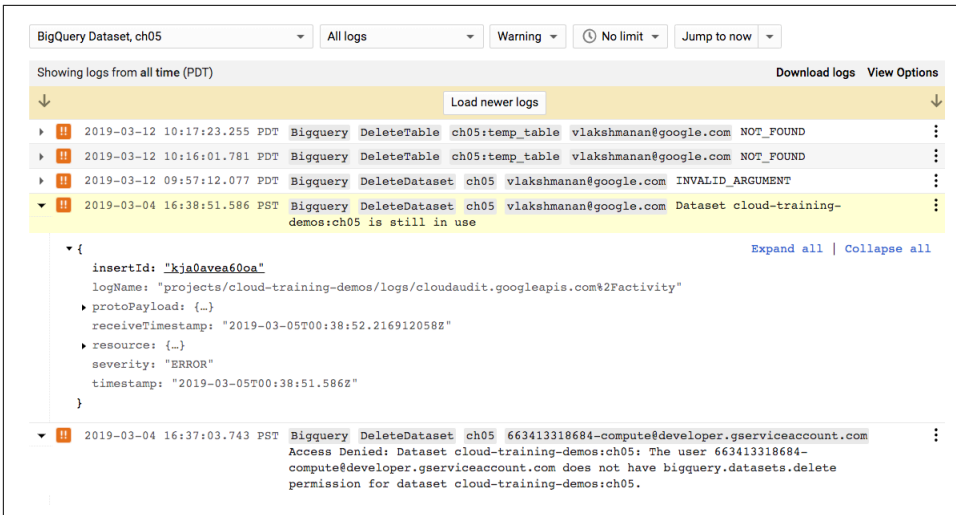 BigQuery Dataset, ch05 All logs Warning No limit Jump to now
Showing logs from all time (PDT) Download logs View Options
Load newer logs
2019-03-12 10:17:23.255 PDT Bigquery DeleteTable ch05:temp_table vlakshmanan@google.com NOT_FOUND
2019-03-12 10:16:01.781 PDT Bigquery DeleteTable ch05:temp_table vlakshmanan@google.com NOT_FOUND
2019-03-12 09:57:12.077 PDT Bigquery DeleteDataset ch05 vlakshmanan@google.com INVALID_ARGUMENT
2019-03-04 16:38:51.586 PST Bigquery DeleteDataset ch05 vlakshmanan@google.com Dataset cloud-training-
demos:ch05 is still in use
{ Expand all | Collapse all
insertId: "kja0avea60oa"
logName: "projects/cloud-training-demos/logs/cloudaudit.googleapis.com%2Factivity"
protoPayload: {…}
receiveTimestamp: "2019-03-05T00:38:52.216912058Z"
resource: {…}
severity: "ERROR"
timestamp: "2019-03-05T00:38:51.586Z"
}
2019-03-04 16:37:03.743 PST Bigquery DeleteDataset ch05 663413318684-compute@developer.gserviceaccount.com
Access Denied: Dataset cloud-training-demos:ch05: The user 663413318684-
compute@developer.gserviceaccount.com does not have bigquery.datasets.delete
permission for dataset cloud-training-demos:ch05.